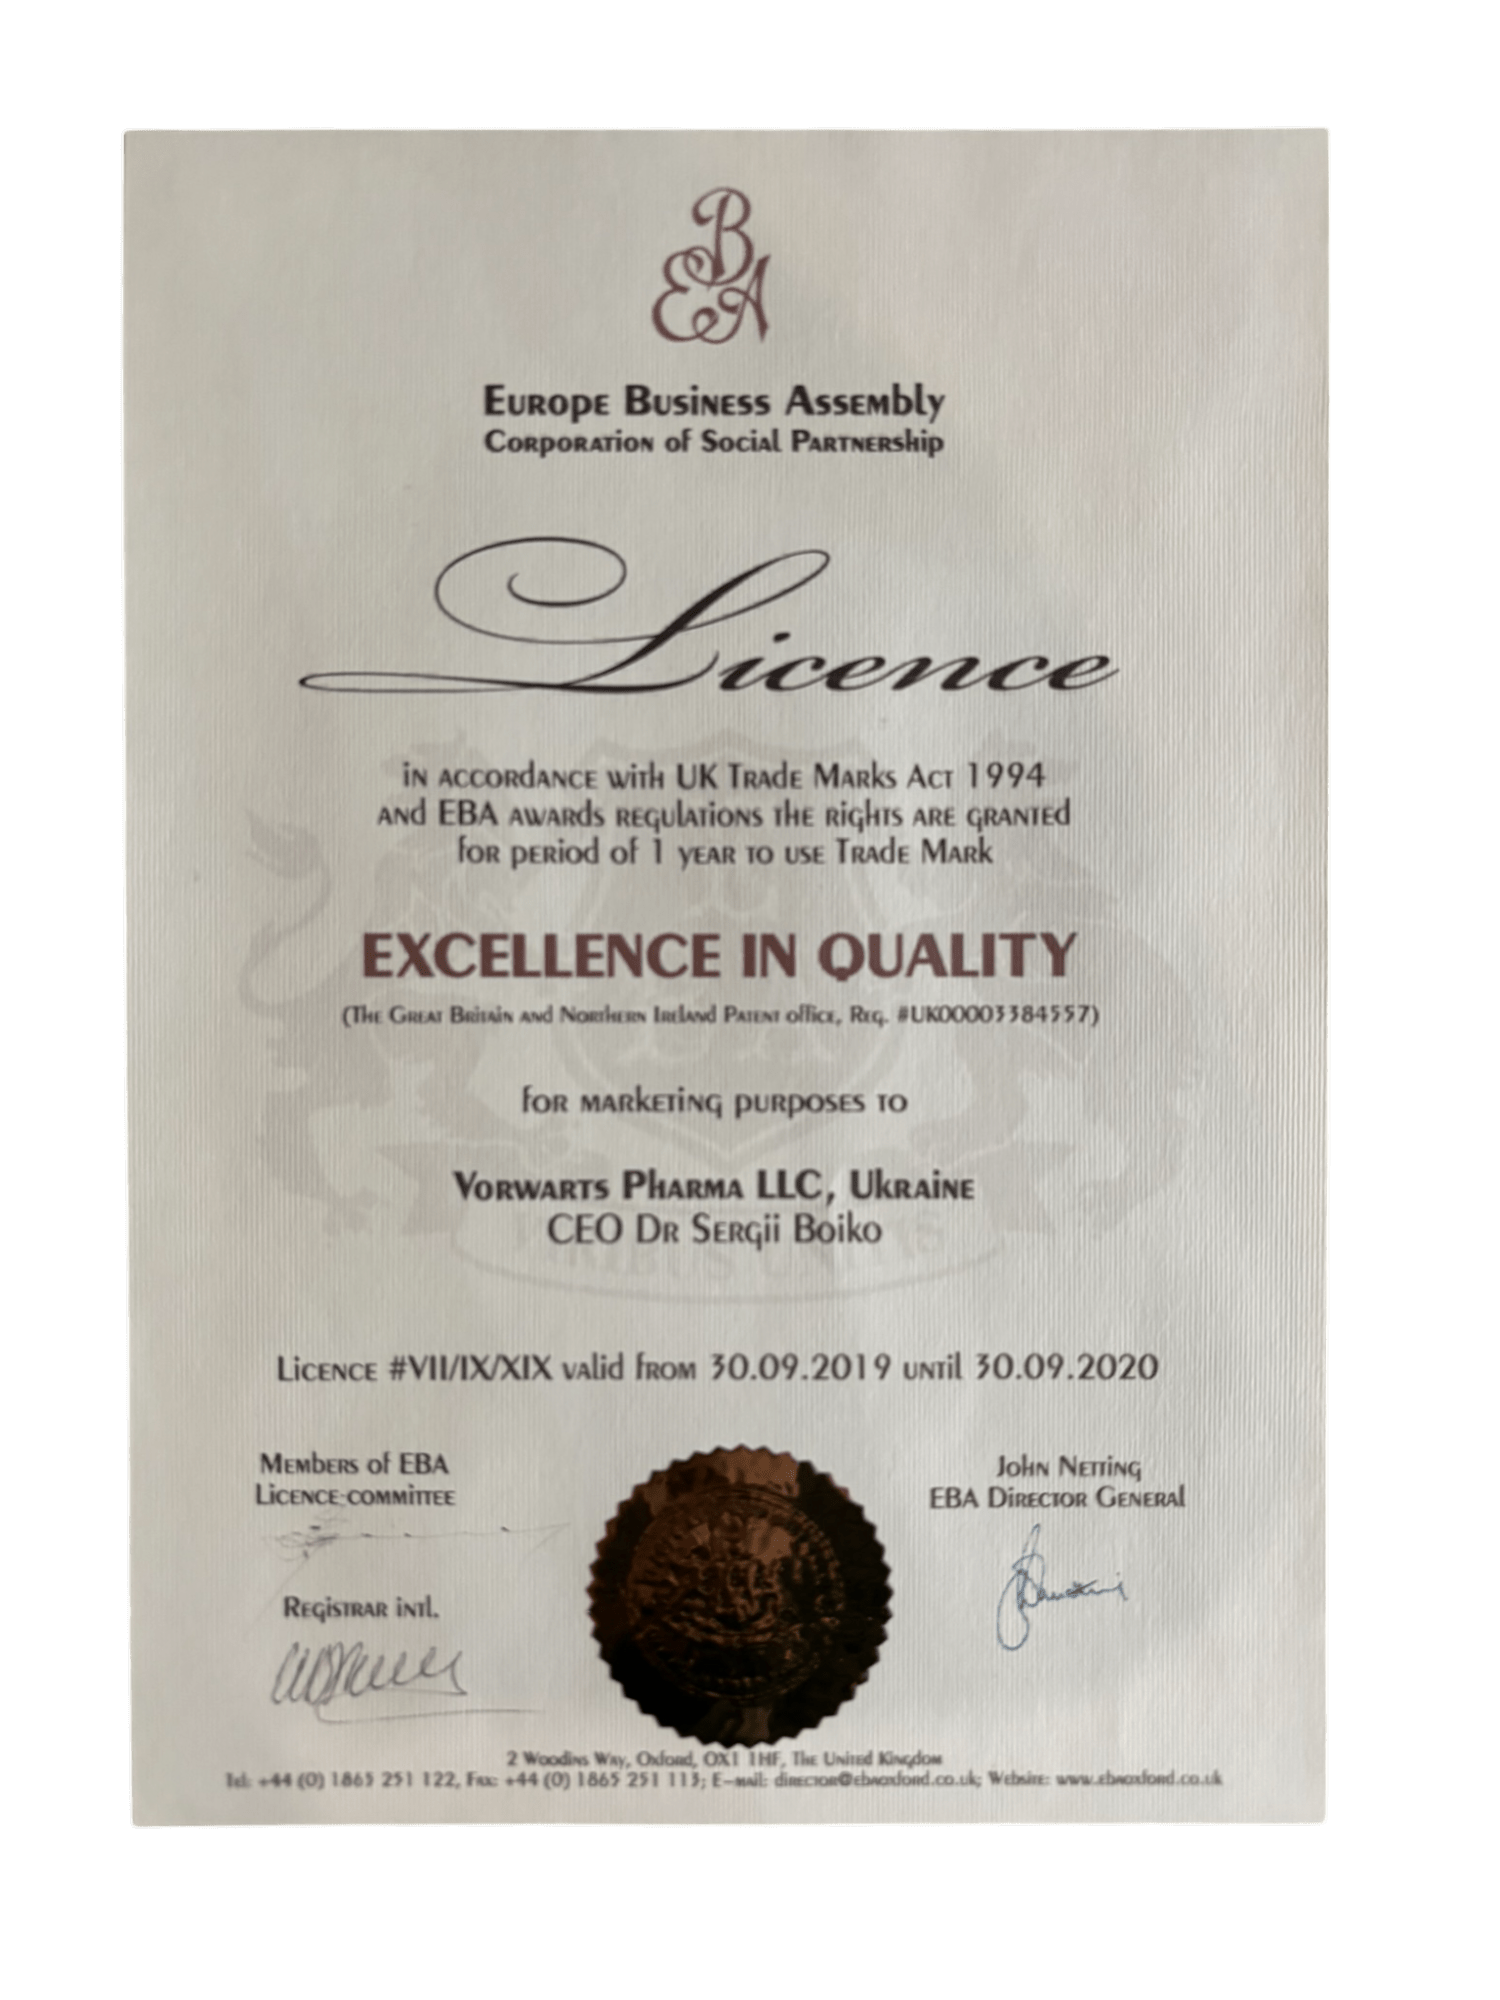 EBA
Europe Business Assembly
Corporation of Social Partnership
Licence
in accordance with UK Trade Marks Act 1994
and EBA awards regulations the rights are granted
for period of 1 year to use Trade Mark
EXCELLENCE IN QUALITY
(The Great Britain and Northern Ireland Patent office, Reg. #UK00003384557)
for marketing purposes to
Vorwarts Pharma LLC, Ukraine
CEO Dr Sergii Boiko
Licence #VII/IX/XIX valid from 30.09.2019 until 30.09.2020
Members of EBA
Licence-committee
John Netting
EBA Director General
Registrar intl.
2 Woodins Way, Oxford, OX1 1HF, The United Kingdom
Tel: +44 (0) 1865 251 122, Fax: +44 (0) 1865 251 113; E-mail: director@ebaoxford.co.uk; Website: www.ebaoxford.co.uk